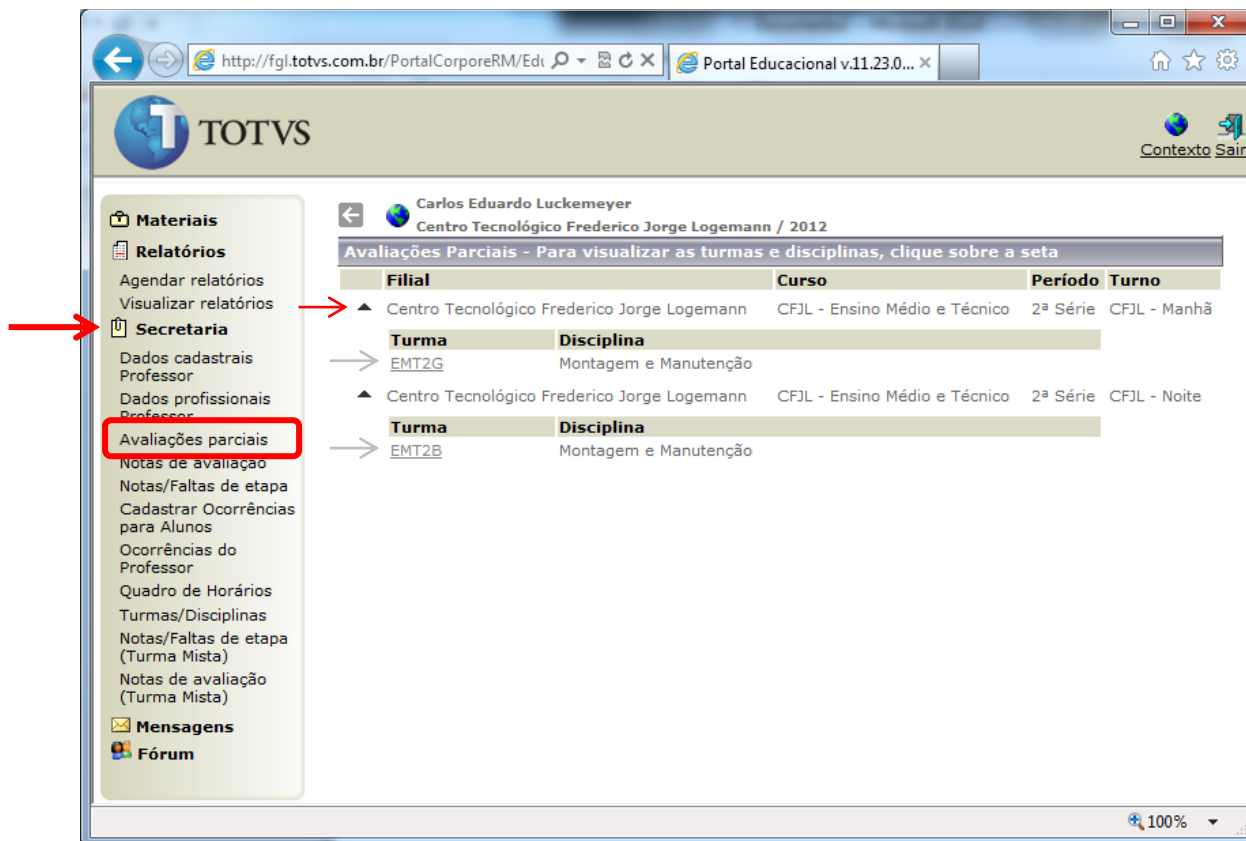 http://fgl.totvs.com.br/PortalCorporeRM/Edu
Portal Educacional v.11.23.0...
TOTVS
Contexto Sair
Materiais
Relatórios
Agendar relatórios
Visualizar relatórios
Secretaria
Dados cadastrais
Professor
Dados profissionais
Professor
Avaliações parciais
Notas de avaliação
Notas/Faltas de etapa
Cadastrar Ocorrências
para Alunos
Ocorrências do
Professor
Quadro de Horários
Turmas/Disciplinas
Notas/Faltas de etapa
(Turma Mista)
Notas de avaliação
(Turma Mista)
Mensagens
Fórum
Carlos Eduardo Luckemeyer
Centro Tecnológico Frederico Jorge Logemann / 2012
Avaliações Parciais - Para visualizar as turmas e disciplinas, clique sobre a seta
Filial Curso Período Turno
Centro Tecnológico Frederico Jorge Logemann CFJL - Ensino Médio e Técnico 2ª Série CFJL - Manhã
Turma Disciplina
EMT2G Montagem e Manutenção
Centro Tecnológico Frederico Jorge Logemann CFJL - Ensino Médio e Técnico 2ª Série CFJL - Noite
Turma Disciplina
EMT2B Montagem e Manutenção
100%